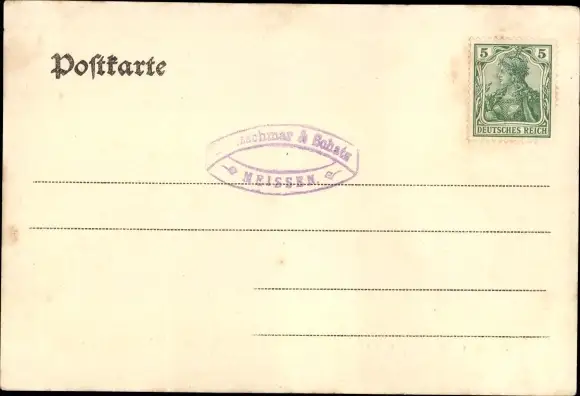 Poſtkarte
5 5
DEUTSCHES REICH
&
MEISSEN